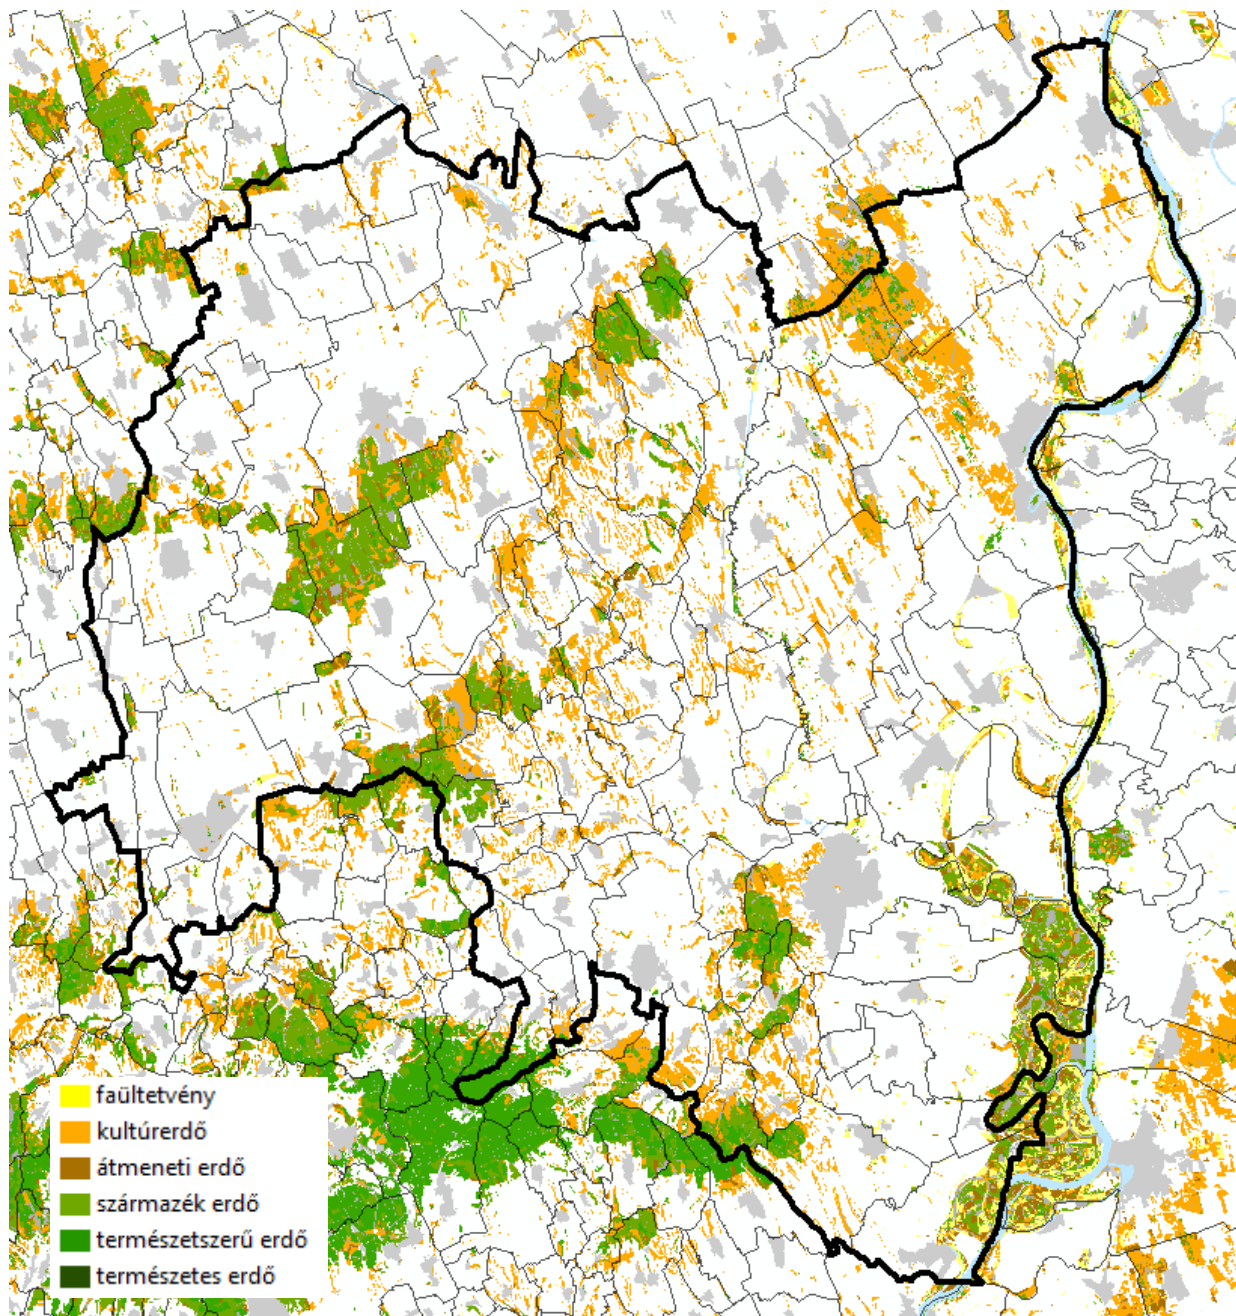 faültetvény
kultúrerdő
átmeneti erdő
származék erdő
természetszerű erdő
természetes erdő